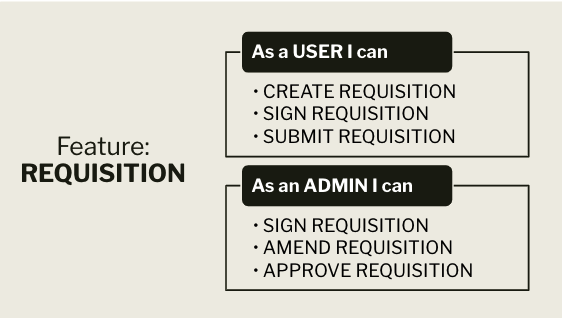 Feature:
REQUISITION
As a USER I can
• CREATE REQUISITION
• SIGN REQUISITION
• SUBMIT REQUISITION
As an ADMIN I can
• SIGN REQUISITION
• AMEND REQUISITION
• APPROVE REQUISITION